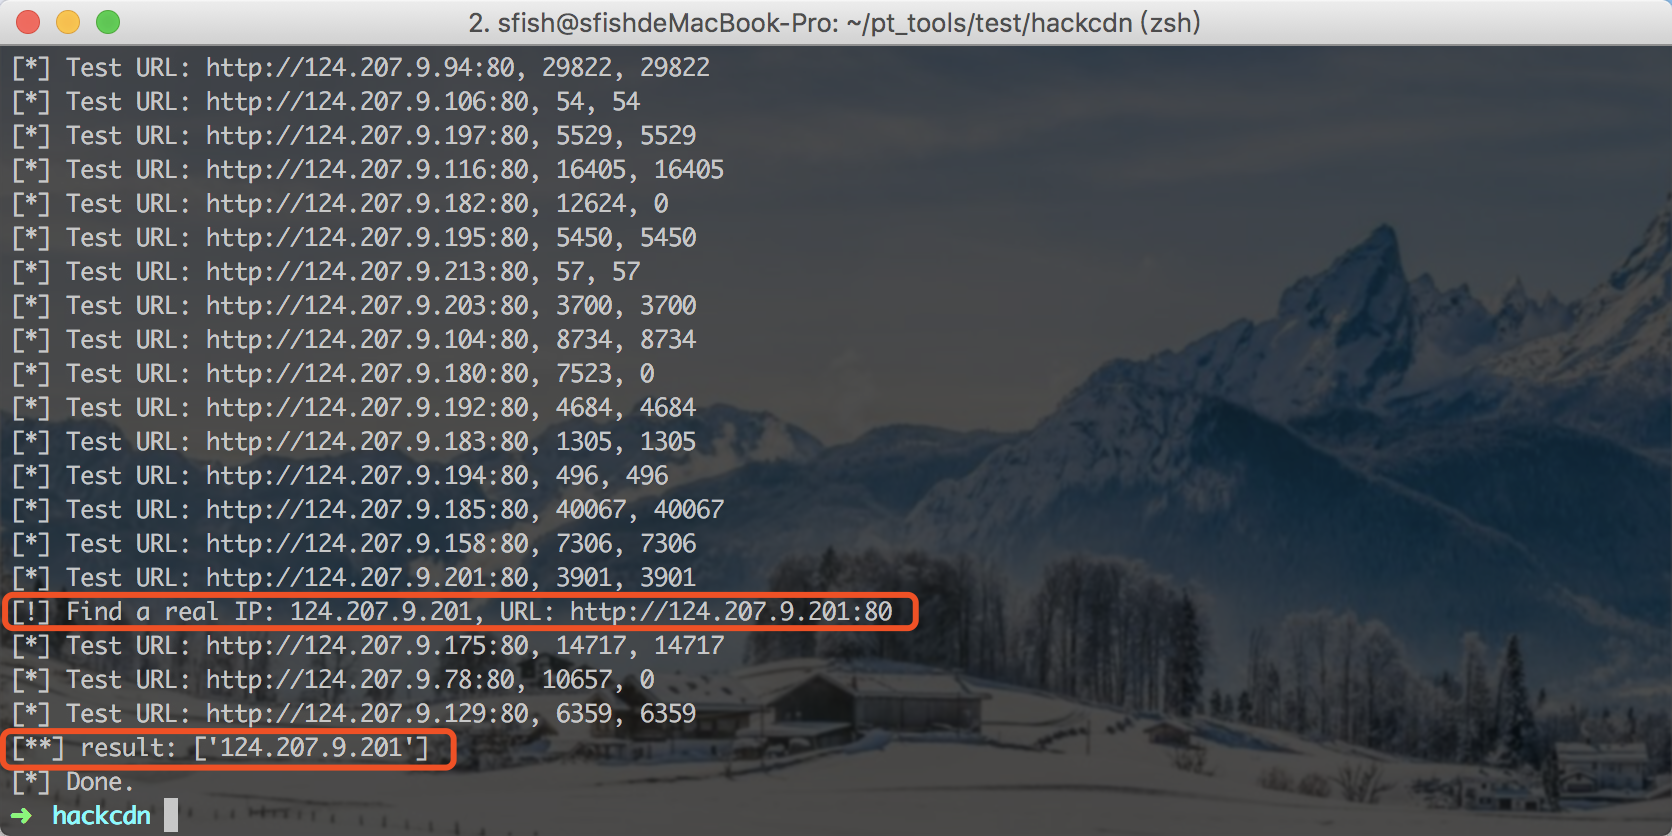 2. sfish@sfishdeMacBook-Pro: ~/pt_tools/test/hackcdn (zsh)
[*] Test URL: http://124.207.9.94:80, 29822, 29822
[*] Test URL: http://124.207.9.106:80, 54, 54
[*] Test URL: http://124.207.9.197:80, 5529, 5529
[*] Test URL: http://124.207.9.116:80, 16405, 16405
[*] Test URL: http://124.207.9.182:80, 12624, 0
[*] Test URL: http://124.207.9.195:80, 5450, 5450
[*] Test URL: http://124.207.9.213:80, 57, 57
[*] Test URL: http://124.207.9.203:80, 3700, 3700
[*] Test URL: http://124.207.9.104:80, 8734, 8734
[*] Test URL: http://124.207.9.180:80, 7523, 0
[*] Test URL: http://124.207.9.192:80, 4684, 4684
[*] Test URL: http://124.207.9.183:80, 1305, 1305
[*] Test URL: http://124.207.9.194:80, 496, 496
[*] Test URL: http://124.207.9.185:80, 40067, 40067
[*] Test URL: http://124.207.9.158:80, 7306, 7306
[*] Test URL: http://124.207.9.201:80, 3901, 3901
[!] Find a real IP: 124.207.9.201, URL: http://124.207.9.201:80
[*] Test URL: http://124.207.9.175:80, 14717, 14717
[*] Test URL: http://124.207.9.78:80, 10657, 0
[*] Test URL: http://124.207.9.129:80, 6359, 6359
[**] result: ['124.207.9.201']
[*] Done.
→ hackcdn